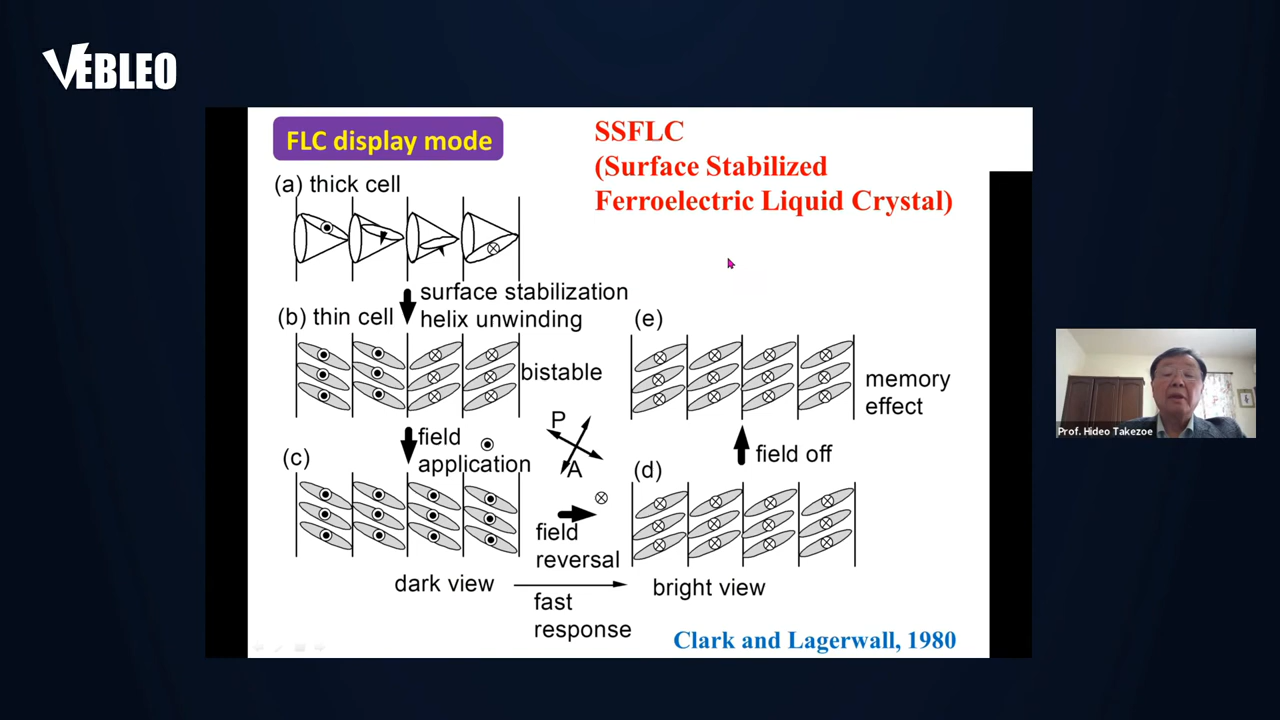 VEBLEO
FLC display mode
SSFLC
(Surface Stabilized
Ferroelectric Liquid Crystal)
(a) thick cell
surface stabilization
helix unwinding
(b) thin cell
bistable
(e)
memory
effect
field
application
P
A
field off
(c)
(d)
field
reversal
dark view
bright view
fast
response
Clark and Lagerwall, 1980
Prof. Hideo Takezoe